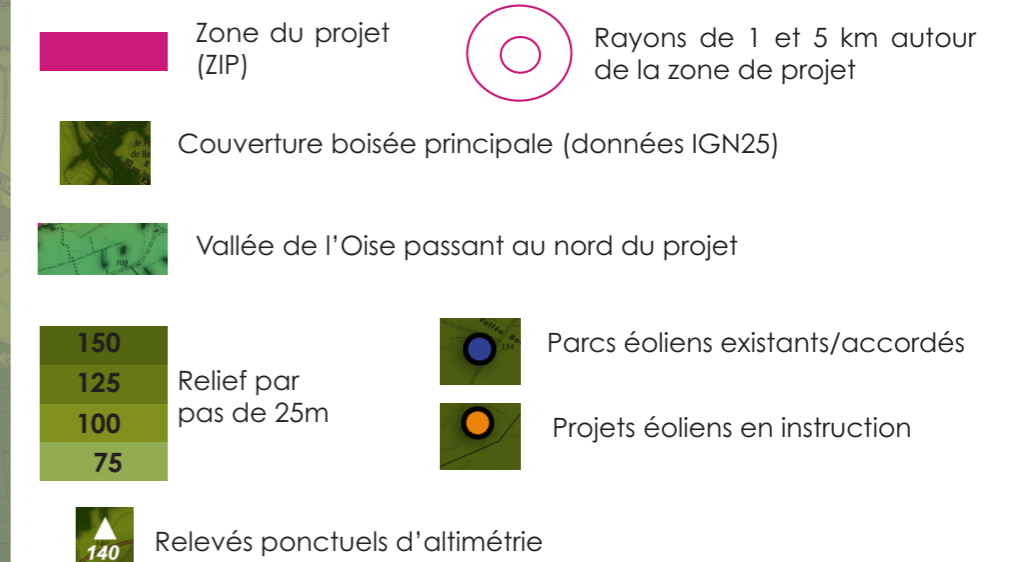 Zone du projet
(ZIP)
Rayons de 1 et 5 km autour
de la zone de projet
Couverture boisée principale (données IGN25)
Vallée de l'Oise passant au nord du projet
150
125
100
75
Relief par
pas de 25m
154
Parcs éoliens existants/accordés
Projets éoliens en instruction
140
Relevés ponctuels d'altimétrie